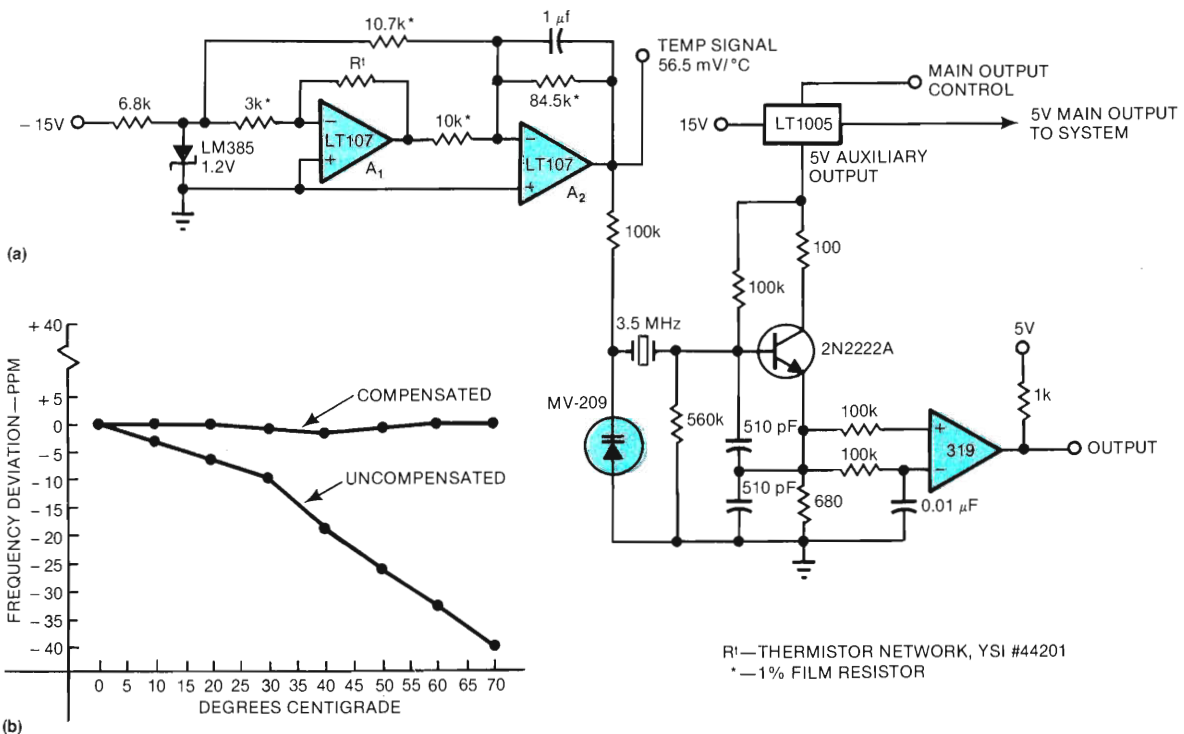 10.7k*
1 µf
TEMP SIGNAL
56.5 mV/°C
R†
84.5k*
MAIN OUTPUT
CONTROL
6.8k
3k*
10k*
– 15V
LM385
1.2V
–
LT107
+
A1
–
LT107
+
A2
15V
LT1005
5V MAIN OUTPUT
TO SYSTEM
5V AUXILIARY
OUTPUT
100k
100
(a)
100k
3.5 MHz
2N2222A
5V
1k
MV-209
560k
510 pF
100k
+
319
–
OUTPUT
100k
510 pF
680
0.01 µF
FREQUENCY DEVIATION—PPM
+ 40
+ 5
0
– 5
– 10
– 15
– 20
– 25
– 30
– 35
– 40
COMPENSATED
UNCOMPENSATED
0 5 10 15 20 25 30 35 40 45 50 55 60 65 70
DEGREES CENTIGRADE
(b)
R†—THERMISTOR NETWORK, YSI #44201
*—1% FILM RESISTOR